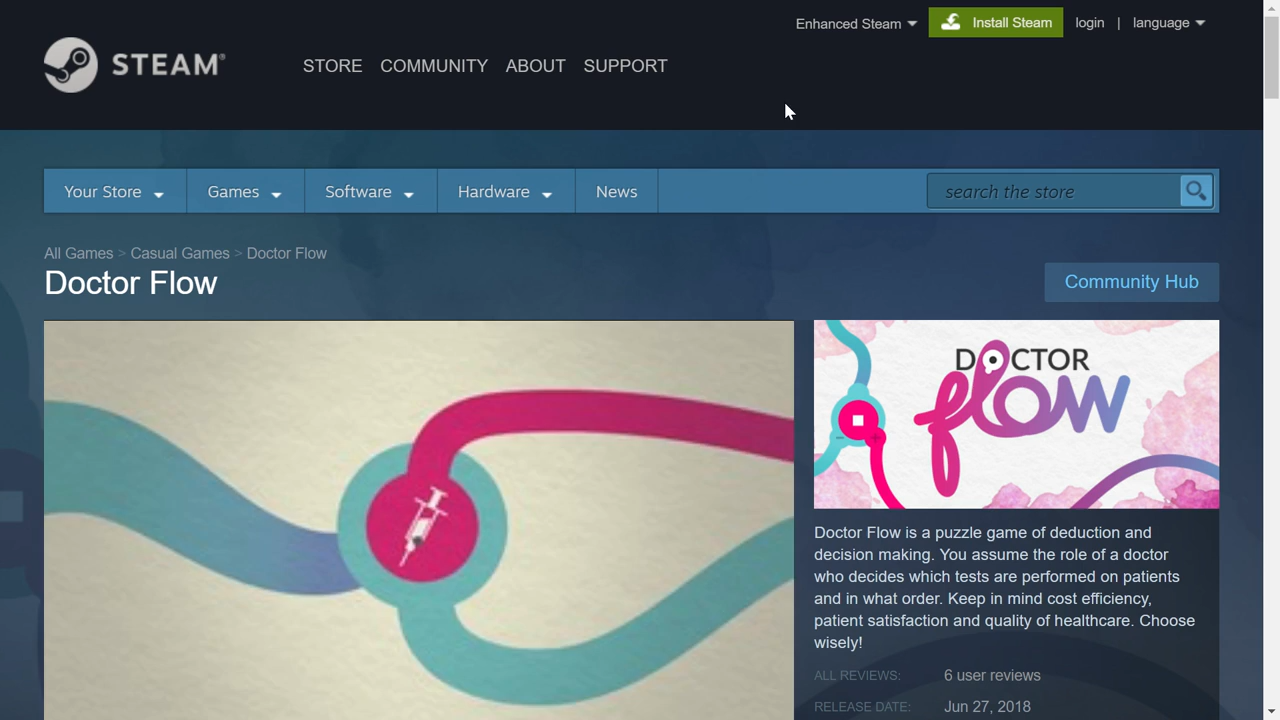 Enhanced Steam
Install Steam
login | language
STEAM®
STORE COMMUNITY ABOUT SUPPORT
Your Store Games Software Hardware News
search the store
All Games > Casual Games > Doctor Flow
Doctor Flow
Community Hub
DOCTOR
flow
Doctor Flow is a puzzle game of deduction and
decision making. You assume the role of a doctor
who decides which tests are performed on patients
and in what order. Keep in mind cost efficiency,
patient satisfaction and quality of healthcare. Choose
wisely!
ALL REVIEWS: 6 user reviews
RELEASE DATE: Jun 27, 2018